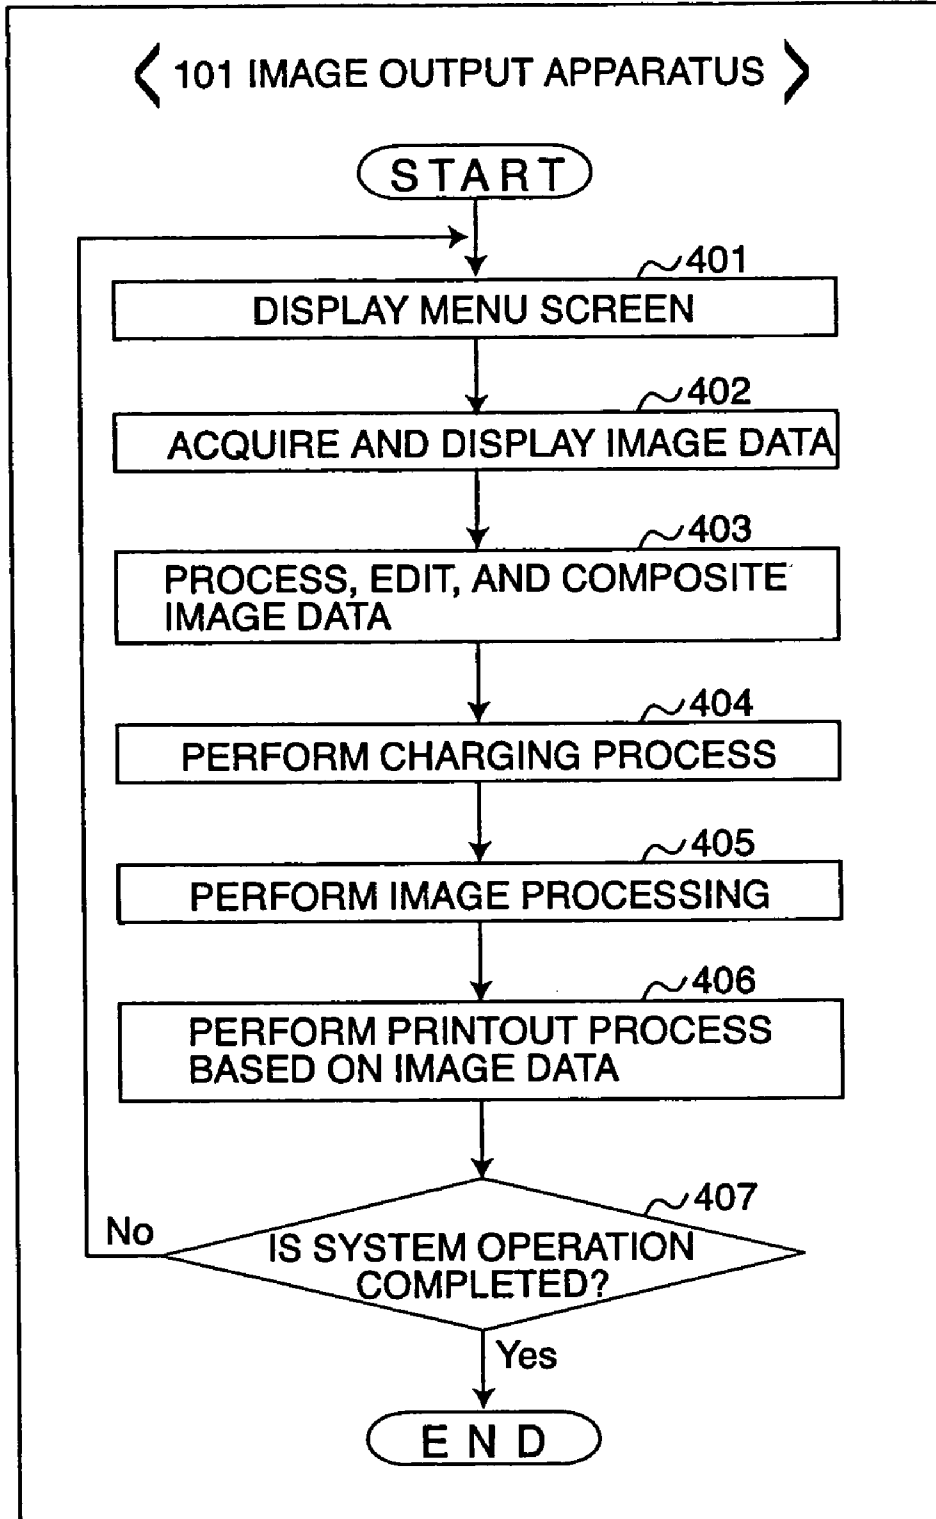 〈 101 IMAGE OUTPUT APPARATUS 〉
START
401
DISPLAY MENU SCREEN
402
ACQUIRE AND DISPLAY IMAGE DATA
403
PROCESS, EDIT, AND COMPOSITE
IMAGE DATA
404
PERFORM CHARGING PROCESS
405
PERFORM IMAGE PROCESSING
406
PERFORM PRINTOUT PROCESS
BASED ON IMAGE DATA
407
No
IS SYSTEM OPERATION
COMPLETED?
Yes
END